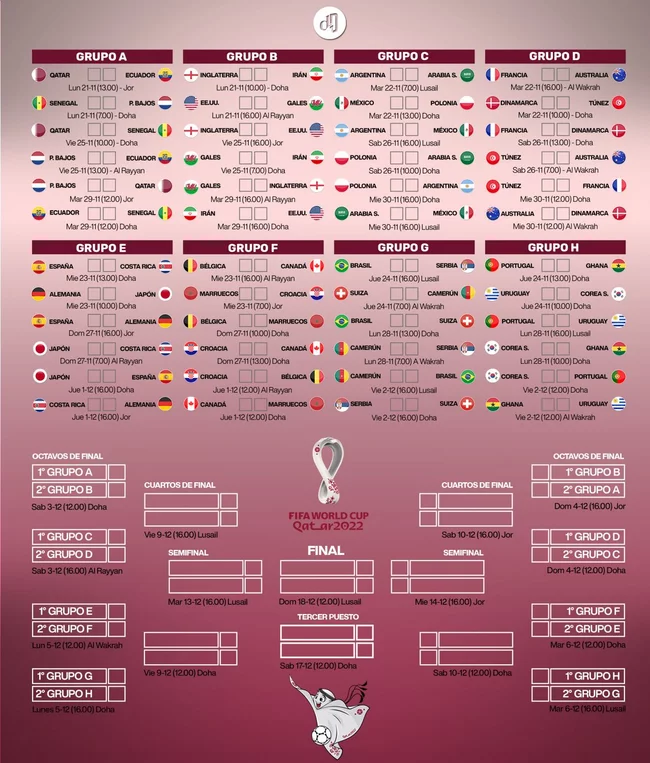 GRUPO A
QATAR ECUADOR
Lun 21-11 (13.00) - Jor
SENEGAL P. BAJOS
Lun 21-11 (7.00) - Doha
QATAR SENEGAL
Vie 25-11 (10.00) - Doha
P. BAJOS ECUADOR
Vie 25-11 (13.00) - Al Rayyan
P. BAJOS QATAR
Mar 29-11 (12.00) Jor
ECUADOR SENEGAL
Mar 29-11 (12.00) Doha
GRUPO B
INGLATERRA IRÁN
Lun 21-11 (10.00) - Doha
EE.UU. GALES
Lun 21-11 (16.00) Al Rayyan
INGLATERRA EE.UU.
Vie 25-11 (16.00) Jor
GALES IRÁN
Vie 25-11 (7.00) Doha
GALES INGLATERRA
Mar 29-11 (16.00) Al Rayyan
IRÁN EE.UU.
Mar 29-11 (16.00) Doha
GRUPO C
ARGENTINA ARABIA S.
Mar 22-11 (7.00) Lusail
MÉXICO POLONIA
Mar 22-11 (13.00) Doha
ARGENTINA MÉXICO
Sab 26-11 (16.00) Lusail
POLONIA ARABIA S.
Sab 26-11 (10.00) Doha
POLONIA ARGENTINA
Mie 30-11 (16.00) Doha
ARABIA S. MÉXICO
Mie 30-11 (16.00) Lusail
GRUPO D
FRANCIA AUSTRALIA
Mar 22-11 (16.00) - Al Wakrah
DINAMARCA TÚNEZ
Mar 22-11 (10.00) - Doha
FRANCIA DINAMARCA
Sab 26-11 (13.00) - Doha
TÚNEZ AUSTRALIA
Sab 26-11 (7.00) - Al Wakrah
TÚNEZ FRANCIA
Mie 30-11 (12.00) Doha
AUSTRALIA DINAMARCA
Mie 30-11 (12.00) Al Wakrah
GRUPO E
ESPAÑA COSTA RICA
Mie 23-11 (13.00) Doha
ALEMANIA JAPÓN
Mie 23-11 (10.00) Doha
ESPAÑA ALEMANIA
Dom 27-11 (16.00) Jor
JAPÓN COSTA RICA
Dom 27-11 (7.00) Al Rayyan
JAPÓN ESPAÑA
Jue 1-12 (16.00) Doha
COSTA RICA ALEMANIA
Jue 1-12 (16.00) Jor
GRUPO F
BÉLGICA CANADÁ
Mie 23-11 (16.00) Al Rayyan
MARRUECOS CROACIA
Mie 23-11 (7.00) Jor
BÉLGICA MARRUECOS
Dom 27-11 (10.00) Doha
CROACIA CANADÁ
Dom 27-11 (13.00) Doha
CROACIA BÉLGICA
Jue 1-12 (12.00) Al Rayyan
CANADÁ MARRUECOS
Jue 1-12 (12.00) Doha
GRUPO G
BRASIL SERBIA
Jue 24-11 (16.00) Lusail
SUIZA CAMERÚN
Jue 24-11 (7.00) Al Wakrah
BRASIL SUIZA
Lun 28-11 (13.00) Doha
CAMERÚN SERBIA
Lun 28-11 (7.00) A Wakrah
CAMERÚN BRASIL
Vie 2-12 (16.00) Lusail
SERBIA SUIZA
Vie 2-12 (16.00) Doha
GRUPO H
PORTUGAL GHANA
Jue 24-11 (13.00) Doha
URUGUAY COREA S.
Jue 24-11 (10.00) Doha
PORTUGAL URUGUAY
Lun 28-11 (16.00) Lusail
COREA S. GHANA
Lun 28-11 (10.00) Doha
COREA S. PORTUGAL
Vie 2-12 (12.00) Doha
GHANA URUGUAY
Vie 2-12 (12.00) Al Wakrah
OCTAVOS DE FINAL
1° GRUPO A
2° GRUPO B
Sab 3-12 (12.00) Doha
1° GRUPO C
2° GRUPO D
Sab 3-12 (16.00) Al Rayyan
1° GRUPO E
2° GRUPO F
Lun 5-12 (12.00) Al Wakrah
1° GRUPO G
2° GRUPO H
Lunes 5-12 (16.00) Doha
CUARTOS DE FINAL
Vie 9-12 (16.00) Lusail
SEMIFINAL
Mar 13-12 (16.00) Lusail
Vie 9-12 (12.00) Doha
FIFA WORLD CUP
Qatar2022
FINAL
Dom 18-12 (12.00) Lusail
TERCER PUESTO
Sab 17-12 (12.00) Doha
CUARTOS DE FINAL
Sab 10-12 (16.00) Jor
SEMIFINAL
Mie 14-12 (16.00) Jor
Sab 10-12 (12.00) Doha
OCTAVOS DE FINAL
1° GRUPO B
2° GRUPO A
Dom 4-12 (16.00) Jor
1° GRUPO D
2° GRUPO C
Dom 4-12 (12.00) Doha
1° GRUPO F
2° GRUPO E
Mar 6-12 (12.00) Doha
1° GRUPO H
2° GRUPO G
Mar 6-12 (16.00) Lusail